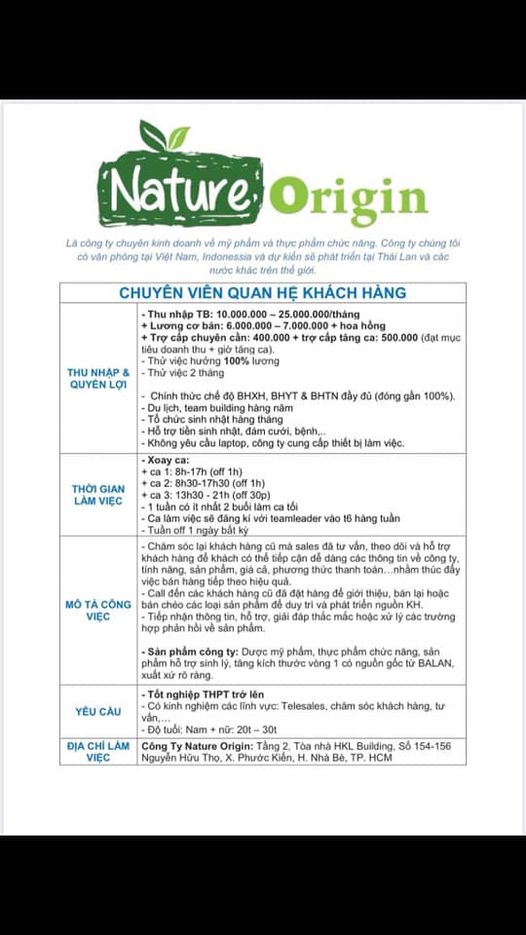 Nature Origin
Là công ty chuyên kinh doanh về mỹ phẩm và thực phẩm chức năng. Công ty chúng tôi
có văn phòng tại Việt Nam, Indonessia và dự kiến sẽ phát triển tại Thái Lan và các
nước khác trên thế giới.
CHUYÊN VIÊN QUAN HỆ KHÁCH HÀNG
THU NHẬP &
QUYỀN LỢI
- Thu nhập TB: 10.000.000 – 25.000.000/tháng
+ Lương cơ bản: 6.000.000 – 7.000.000 + hoa hồng
+ Trợ cấp chuyên cần: 400.000 + trợ cấp tăng ca: 500.000 (đạt mục
tiêu doanh thu + giờ tăng ca).
- Thử việc hưởng 100% lương
- Thử việc 2 tháng
- Chính thức chế độ BHXH, BHYT & BHTN đầy đủ (đóng gần 100%).
- Du lịch, team building hàng năm
- Tổ chức sinh nhật hàng tháng
- Hỗ trợ tiền sinh nhật, đám cưới, bệnh,..
- Không yêu cầu laptop, công ty cung cấp thiết bị làm việc.
THỜI GIAN
LÀM VIỆC
- Xoay ca:
+ ca 1: 8h-17h (off 1h)
+ ca 2: 8h30-17h30 (off 1h)
+ ca 3: 13h30 - 21h (off 30p)
- 1 tuần có ít nhất 2 buổi làm ca tối
- Ca làm việc sẽ đăng kí với teamleader vào t6 hàng tuần
- Tuần off 1 ngày bất kỳ
MÔ TẢ CÔNG
VIỆC
- Chăm sóc lại khách hàng cũ mà sales đã tư vấn, theo dõi và hỗ trợ
khách hàng để khách có thể tiếp cận dễ dàng các thông tin về công ty,
tính năng, sản phẩm, giá cả, phương thức thanh toán…nhằm thúc đẩy
việc bán hàng tiếp theo hiệu quả.
- Call đến các khách hàng cũ đã đặt hàng để giới thiệu, bán lại hoặc
bán chéo các loại sản phẩm để duy trì và phát triển nguồn KH.
- Tiếp nhận thông tin, hỗ trợ, giải đáp thắc mắc hoặc xử lý các trường
hợp phản hồi về sản phẩm.
- Sản phẩm công ty: Dược mỹ phẩm, thực phẩm chức năng, sản
phẩm hỗ trợ sinh lý, tăng kích thước vòng 1 có nguồn gốc từ BALAN,
xuất xứ rõ ràng.
YÊU CẦU
- Tốt nghiệp THPT trở lên
- Có kinh nghiệm các lĩnh vực: Telesales, chăm sóc khách hàng, tư
vấn,…
- Độ tuổi: Nam + nữ: 20t – 30t
ĐỊA CHỈ LÀM
VIỆC
Công Ty Nature Origin: Tầng 2, Tòa nhà HKL Building, Số 154-156
Nguyễn Hữu Thọ, X. Phước Kiển, H. Nhà Bè, TP. HCM